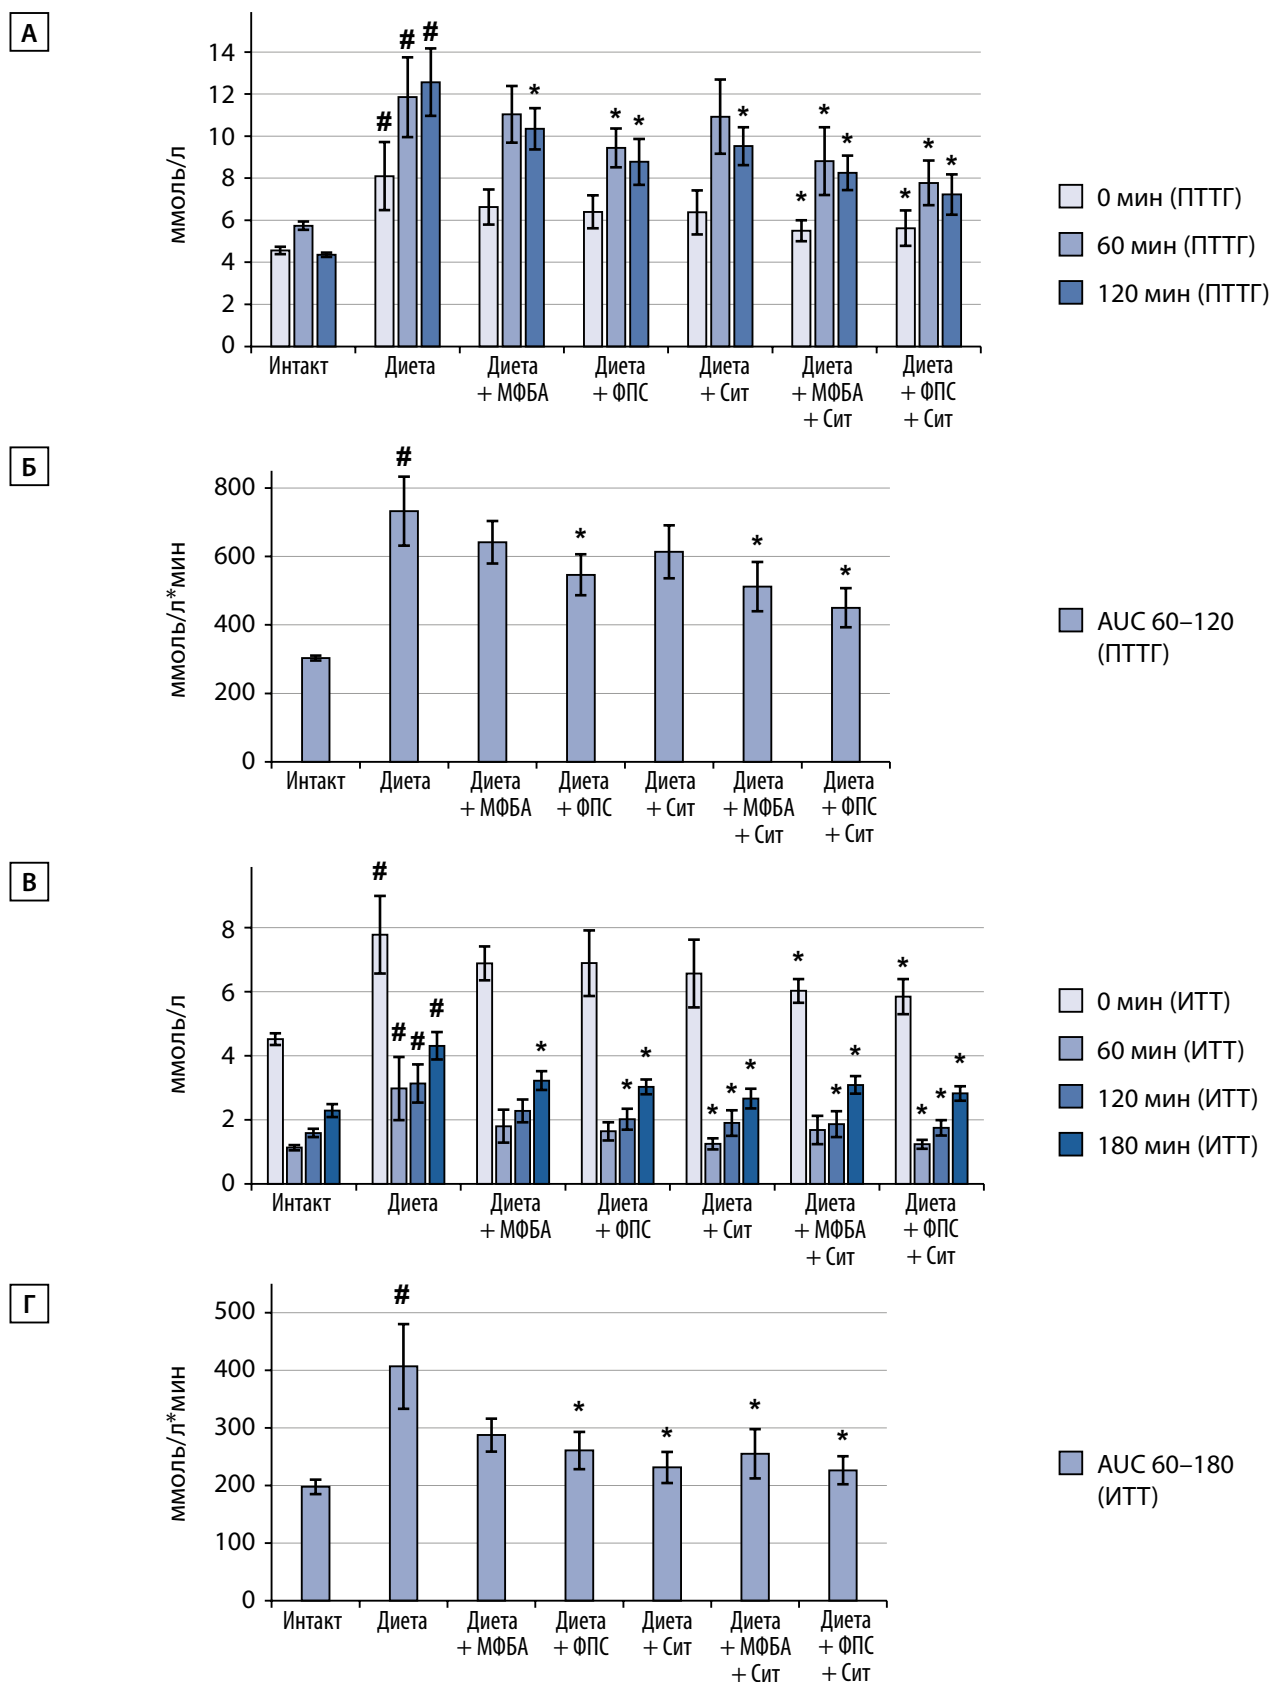 А
ммоль/л
14
12
10
8
6
4
2
0
# # #
*
* *
*
* * *
* * *
Интакт
Диета
Диета
+ МФБА
Диета
+ ФПС
Диета
+ Сит
Диета
+ МФБА
+ Сит
Диета
+ ФПС
+ Сит
0 мин (ПТТГ)
60 мин (ПТТГ)
120 мин (ПТТГ)
Б
ммоль/л*мин
800
600
400
200
0
#
*
*
*
Интакт
Диета
Диета
+ МФБА
Диета
+ ФПС
Диета
+ Сит
Диета
+ МФБА
+ Сит
Диета
+ ФПС
+ Сит
AUC 60–120
(ПТТГ)
В
ммоль/л
8
6
4
2
0
# # # #
*
* *
* * *
* * *
* * * *
Интакт
Диета
Диета
+ МФБА
Диета
+ ФПС
Диета
+ Сит
Диета
+ МФБА
+ Сит
Диета
+ ФПС
+ Сит
0 мин (ИТТ)
60 мин (ИТТ)
120 мин (ИТТ)
180 мин (ИТТ)
Г
ммоль/л*мин
500
400
300
200
100
0
#
*
*
*
*
Интакт
Диета
Диета
+ МФБА
Диета
+ ФПС
Диета
+ Сит
Диета
+ МФБА
+ Сит
Диета
+ ФПС
+ Сит
AUC 60–180
(ИТТ)